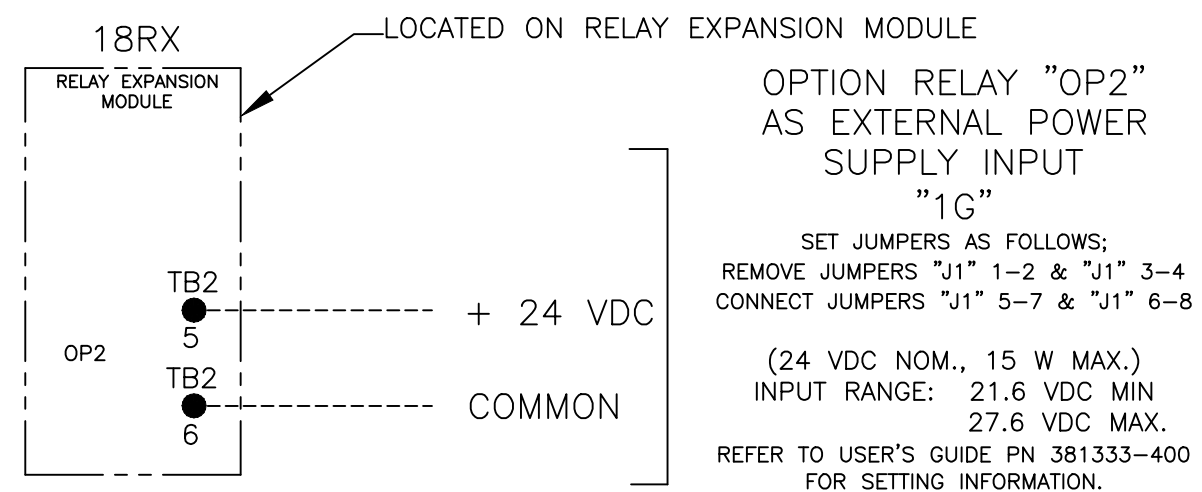 18RX
LOCATED ON RELAY EXPANSION MODULE
RELAY EXPANSION
MODULE
TB2
5
OP2
TB2
6
+ 24 VDC
COMMON
OPTION RELAY "OP2"
AS EXTERNAL POWER
SUPPLY INPUT
"1G"
SET JUMPERS AS FOLLOWS;
REMOVE JUMPERS "J1" 1-2 & "J1" 3-4
CONNECT JUMPERS "J1" 5-7 & "J1" 6-8
(24 VDC NOM., 15 W MAX.)
INPUT RANGE: 21.6 VDC MIN
27.6 VDC MAX.
REFER TO USER'S GUIDE PN 381333-400
FOR SETTING INFORMATION.